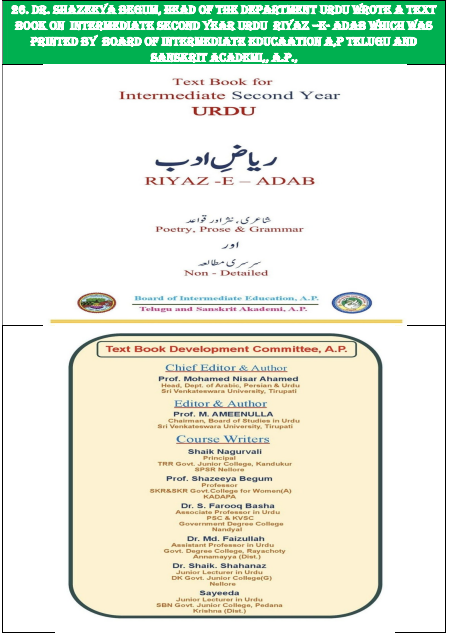 26. DR. SHAZEEYA BEGUM, HEAD OF THE DEPARTMENT URDU WROTE A TEXT
BOOK ON INTERMEDIATE SECOND YEAR URDU RIYAZ –E- ADAB WHICH WAS
PRINTED BY BOARD OF INTERMEDIATE EDUCAATION A,P TELUGU AND
SANSKRIT ACADEMI,, A.P.,
Text Book for
Intermediate Second Year
URDU
ریاضِ ادب
RIYAZ -E – ADAB
شاعری، نثر اور قواعد
Poetry, Prose & Grammar
اور
سرسری مطالعہ
Non - Detailed
Board of Intermediate Education, A.P.
Telugu and Sanskrit Akademi, A.P.
Text Book Development Committee, A.P.
Chief Editor & Author
Prof. Mohamed Nisar Ahamed
Head, Dept. of Arabic, Persian & Urdu
Sri Venkateswara University, Tirupati
Editor & Author
Prof. M. AMEENULLA
Chairman, Board of Studies in Urdu
Sri Venkateswara University, Tirupati
Course Writers
Shaik Nagurvali
Principal
TRR Govt. Junior College, Kandukur
SPSR Nellore
Prof. Shazeeya Begum
Professor
SKR&SKR Govt.College for Women(A)
KADAPA
Dr. S. Farooq Basha
Associate Professor in Urdu
PSC & KVSC
Government Degree College
Nandyal
Dr. Md. Faizullah
Assistant Professor in Urdu
Govt. Degree College, Rayachoty
Annamayya (Dist.)
Dr. Shaik. Shahanaz
Junior Lecturer in Urdu
DK Govt. Junior College(G)
Nellore
Sayeeda
Junior Lecturer in Urdu
SBN Govt. Junior College, Pedana
Krishna (Dist.)